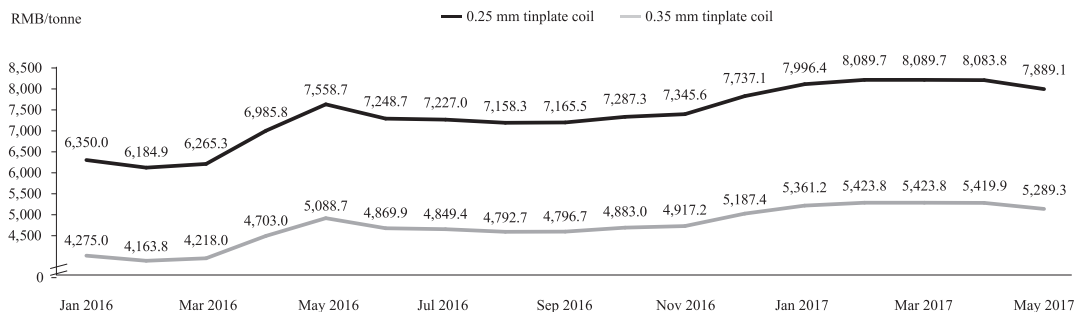 RMB/tonne
0.25 mm tinplate coil 0.35 mm tinplate coil
8,500
8,000
7,500
7,000
6,500
6,000
5,500
5,000
4,500
0
6,350.0 6,184.9 6,265.3 6,985.8 7,558.7 7,248.7 7,227.0 7,158.3 7,165.5 7,287.3 7,345.6 7,737.1 7,996.4 8,089.7 8,089.7 8,083.8 7,889.1
4,275.0 4,163.8 4,218.0 4,703.0 5,088.7 4,869.9 4,849.4 4,792.7 4,796.7 4,883.0 4,917.2 5,187.4 5,361.2 5,423.8 5,423.8 5,419.9 5,289.3
Jan 2016 Mar 2016 May 2016 Jul 2016 Sep 2016 Nov 2016 Jan 2017 Mar 2017 May 2017